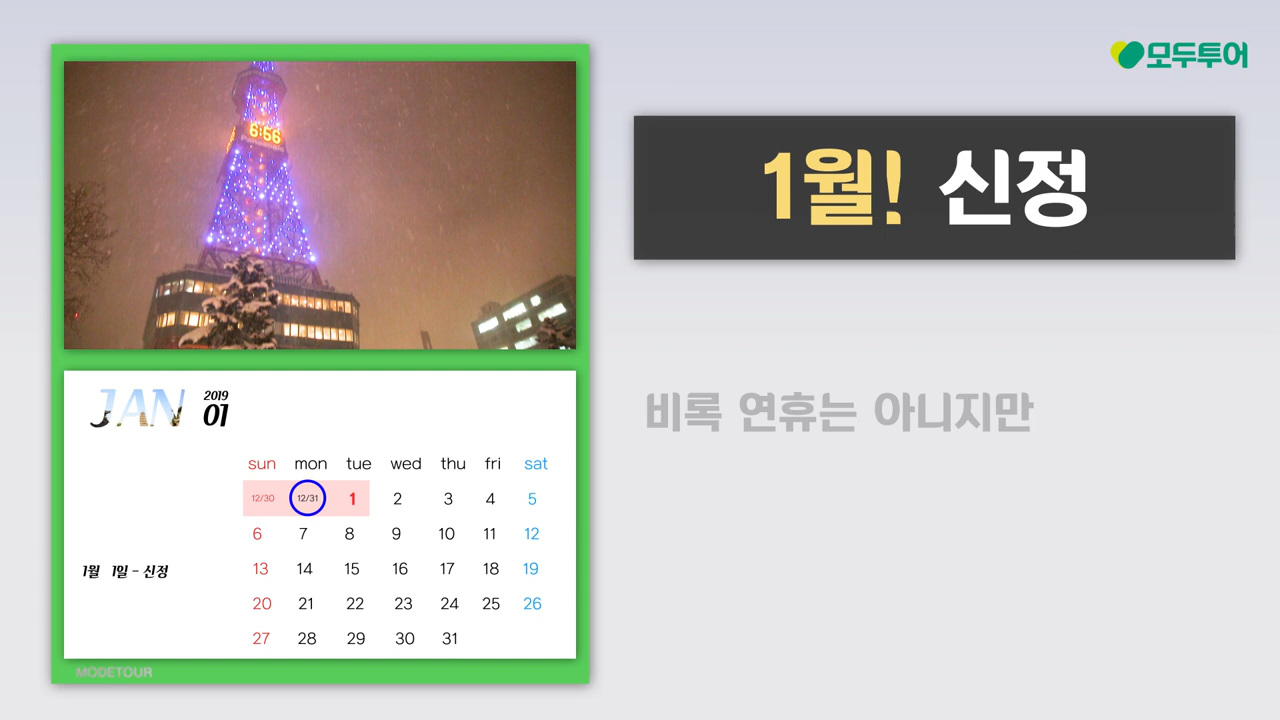 모두투어
6:56
Panasonic
1월! 신정
비록 연휴는 아니지만
JAN 2019
01
sun mon tue wed thu fri sat
12/30 12/31 1 2 3 4 5
6 7 8 9 10 11 12
13 14 15 16 17 18 19
1월 1일 - 신정
20 21 22 23 24 25 26
27 28 29 30 31
MODETOUR